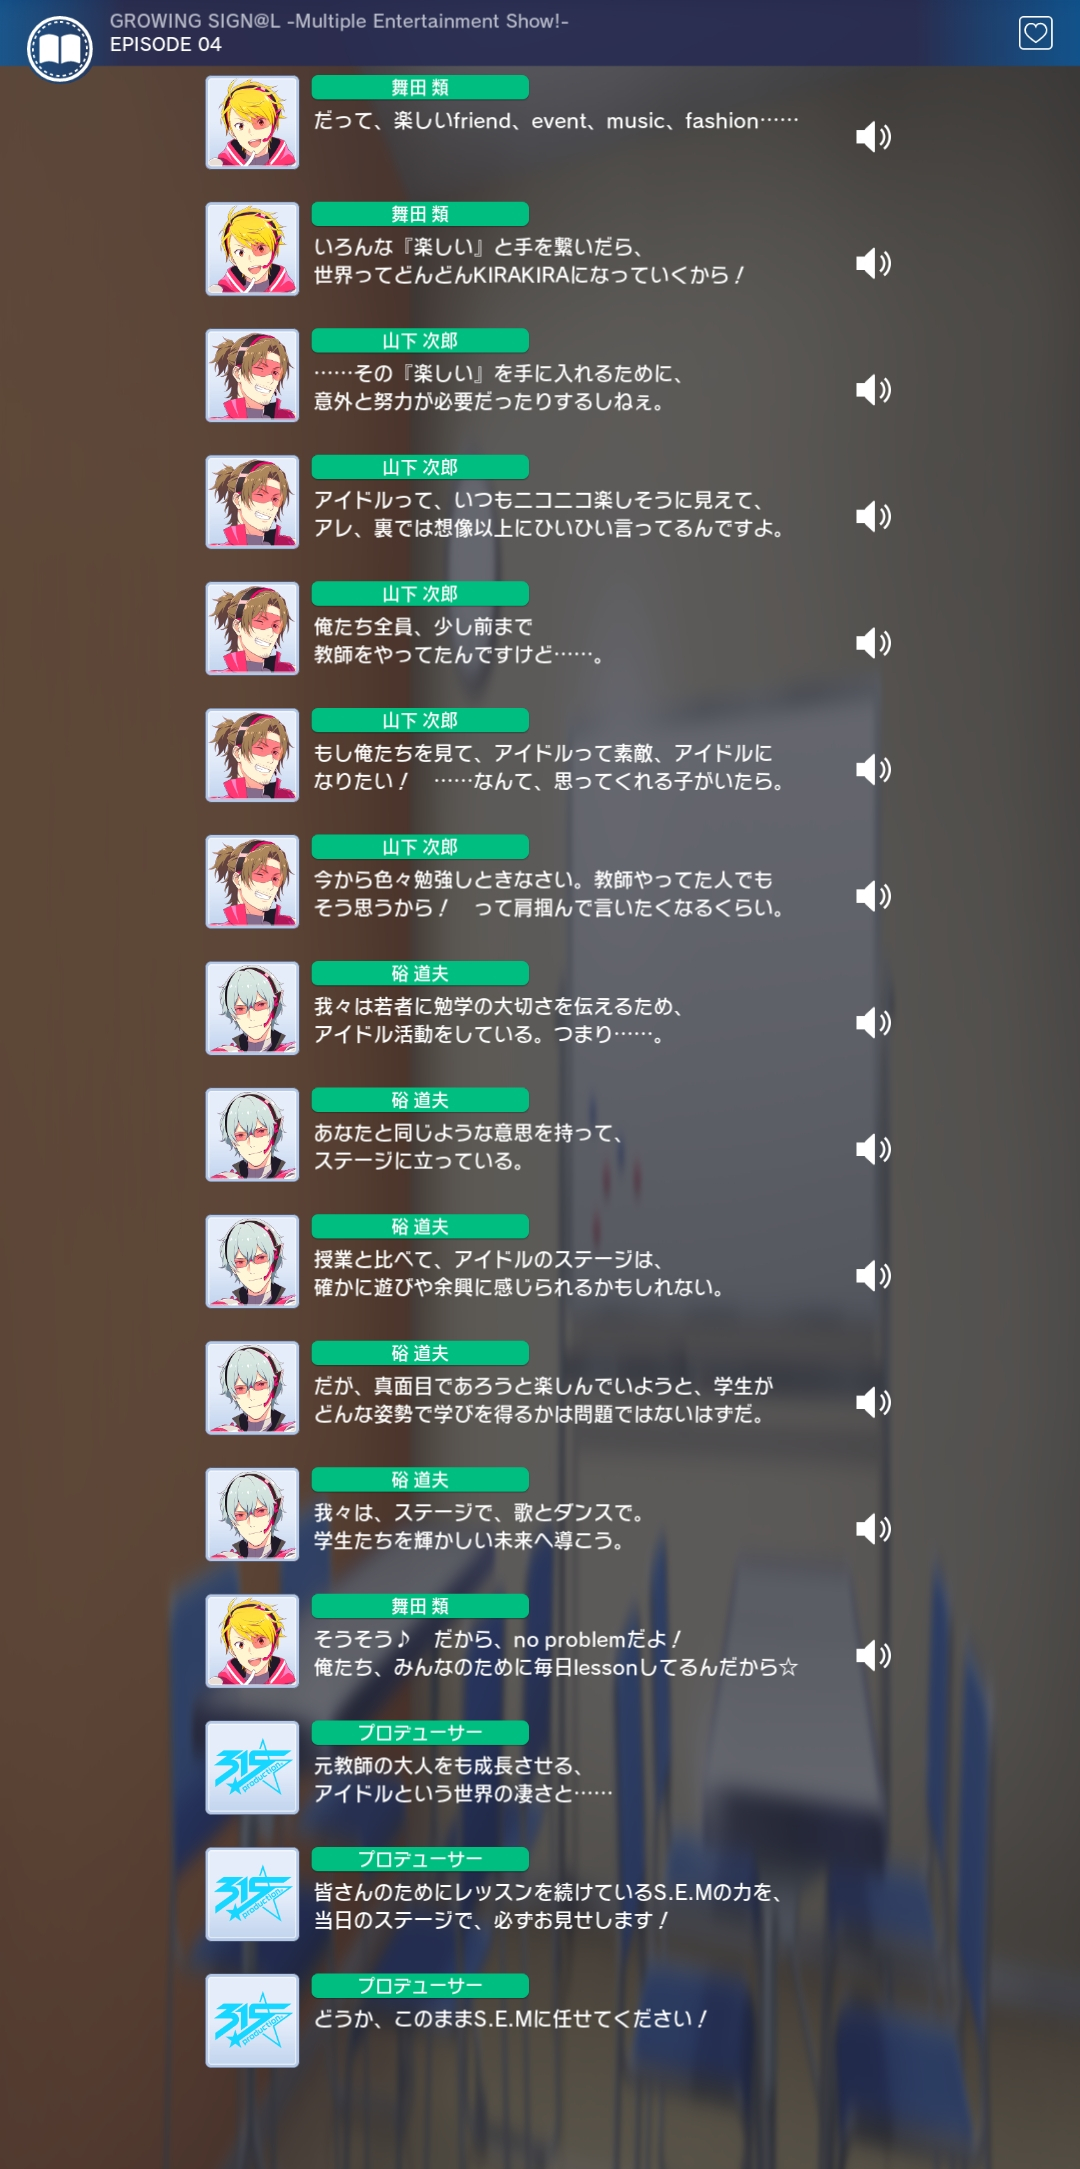 GROWING SIGN@L -Multiple Entertainment Show!-
EPISODE 04
舞田 類
だって、楽しいfriend、event、music、fashion……
舞田 類
いろんな『楽しい』と手を繋いだら、
世界ってどんどんKIRAKIRAになっていくから！
山下 次郎
……その『楽しい』を手に入れるために、
意外と努力が必要だったりするしねぇ。
山下 次郎
アイドルって、いつもニコニコ楽しそうに見えて、
アレ、裏では想像以上にひいひい言ってるんですよ。
山下 次郎
俺たち全員、少し前まで
教師をやってたんですけど……。
山下 次郎
もし俺たちを見て、アイドルって素敵、アイドルに
なりたい！　……なんて、思ってくれる子がいたら。
山下 次郎
今から色々勉強しときなさい。教師やってた人でも
そう思うから！　って肩掴んで言いたくなるくらい。
硲 道夫
我々は若者に勉学の大切さを伝えるため、
アイドル活動をしている。つまり……。
硲 道夫
あなたと同じような意思を持って、
ステージに立っている。
硲 道夫
授業と比べて、アイドルのステージは、
確かに遊びや余興に感じられるかもしれない。
硲 道夫
だが、真面目であろうと楽しんでいようと、学生が
どんな姿勢で学びを得るかは問題ではないはずだ。
硲 道夫
我々は、ステージで、歌とダンスで。
学生たちを輝かしい未来へ導こう。
舞田 類
そうそう♪　だから、no problemだよ！
俺たち、みんなのために毎日lessonしてるんだから☆
315 production
プロデューサー
元教師の大人をも成長させる、
アイドルという世界の凄さと……
315 production
プロデューサー
皆さんのためにレッスンを続けているS.E.Mの力を、
当日のステージで、必ずお見せします！
315 production
プロデューサー
どうか、このままS.E.Mに任せてください！